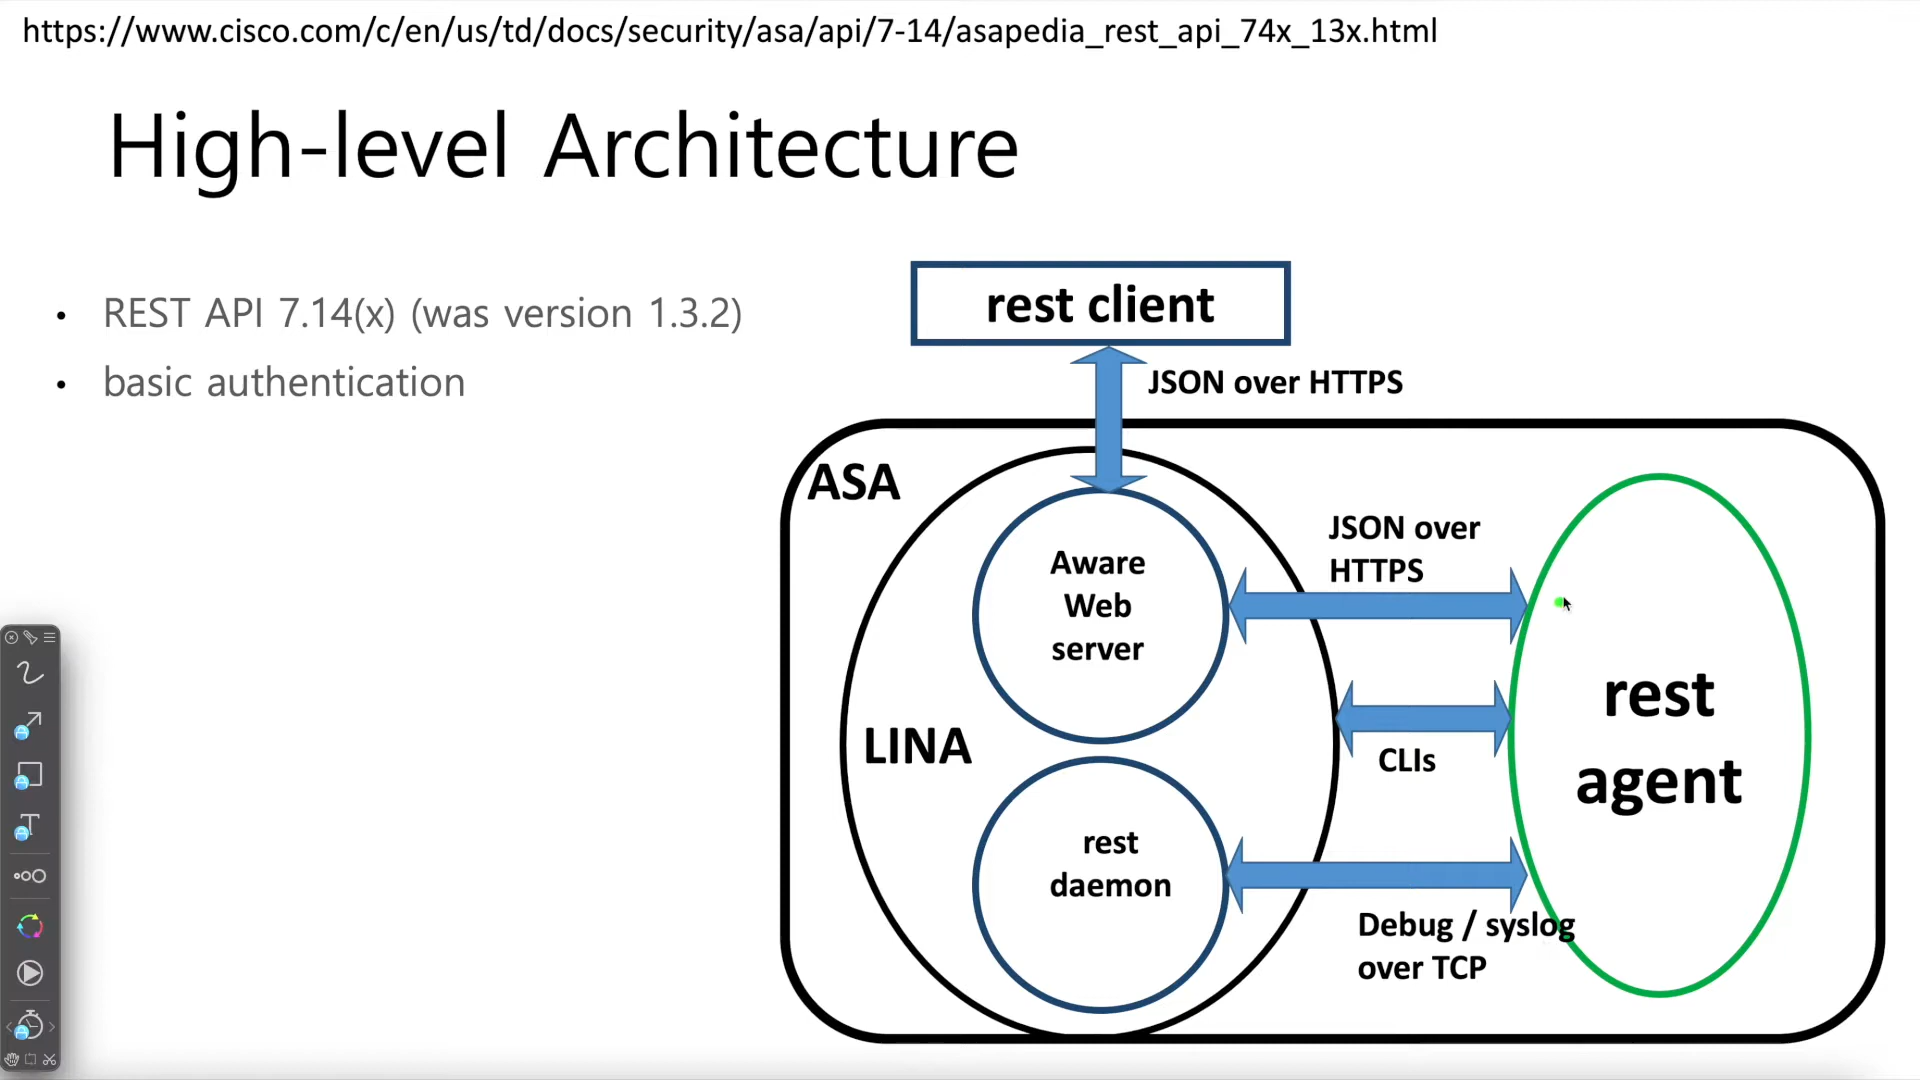 https://www.cisco.com/c/en/us/td/docs/security/asa/api/7-14/asapedia_rest_api_74x_13x.html
High-level Architecture
• REST API 7.14(x) (was version 1.3.2)
• basic authentication
rest client
JSON over HTTPS
ASA
LINA
Aware
Web
server
JSON over
HTTPS
CLIs
rest
agent
rest
daemon
Debug / syslog
over TCP